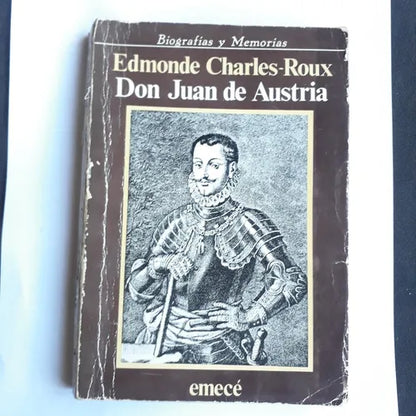 Biografías y Memorias
Edmonde Charles-Roux
Don Juan de Austria
emecé